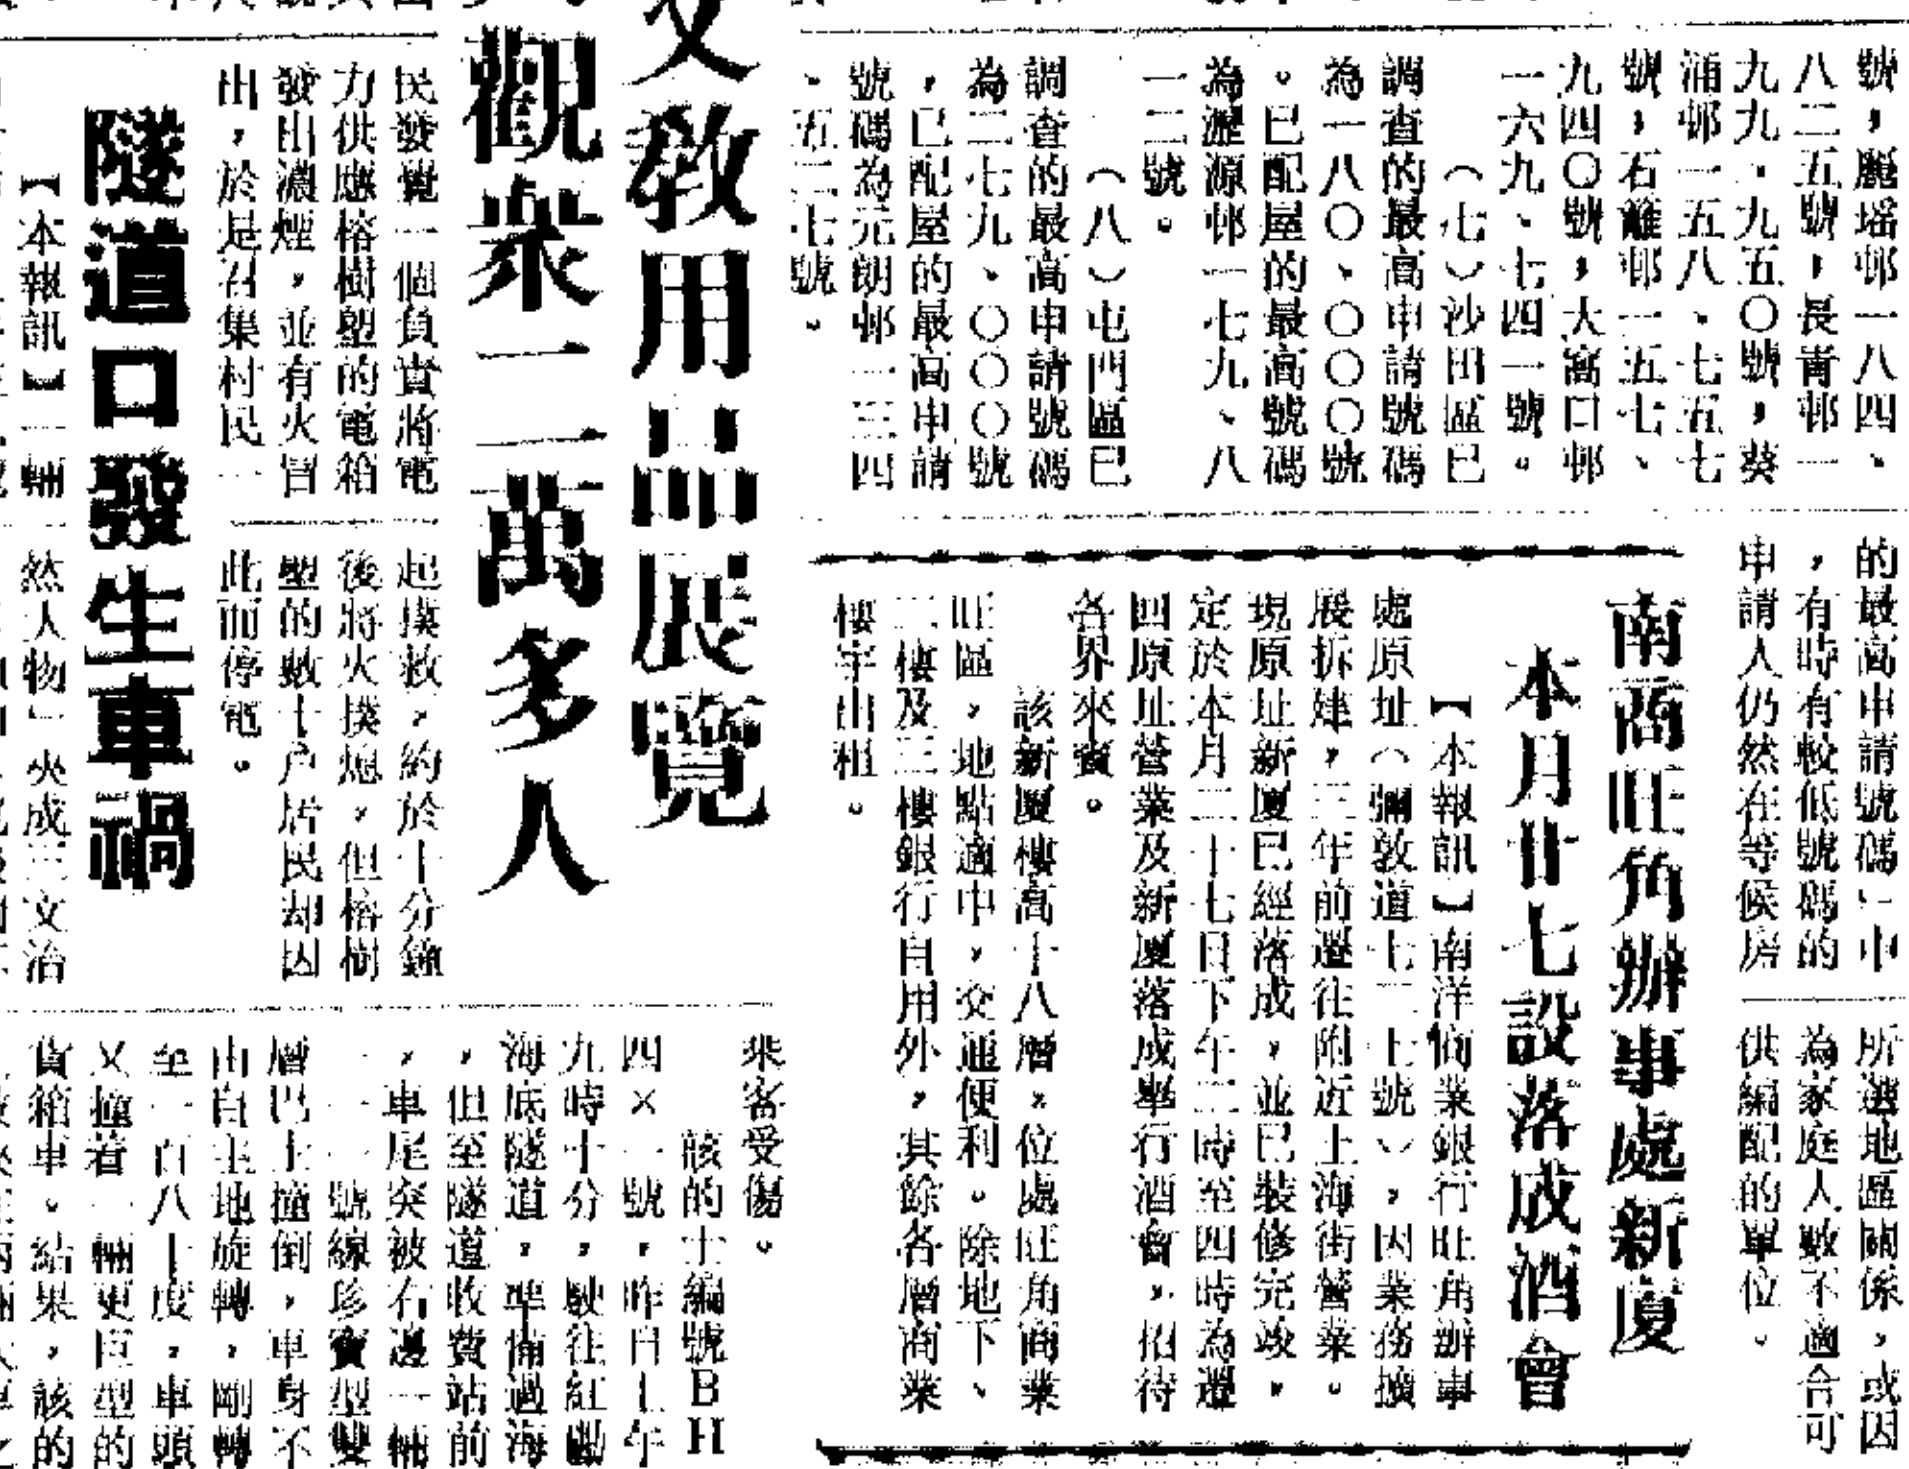 號，麗瑤邨一八四、
八二五號，長青邨一
九九・九五〇號，葵
涌邨一五八、七五七
號，石籬邨一五七、
九四〇號，大窩口邨
一六九、七四一號。
（七）沙田區已
調查的最高申請號碼
為一八〇、〇〇〇號
。已配屋的最高號碼
為瀝源邨一七九、八
一二號。
（八）屯門區已
調查的最高申請號碼
為二七九、〇〇〇號
，已配屋的最高申請
號碼為元朗邨一三四
、五二七號。
的最高申請號碼」中
，有時有較低號碼的
申請人仍然在等候房
所選地區關係，或因
為家庭人數不適合可
供編配的單位。
南商旺角辦事處新廈
本月廿七設落成酒會
【本報訊】南洋商業銀行旺角辦事
處原址（彌敦道七二七號），因業務擴
展拆建，三年前遷往附近上海街營業。
現原址新廈已經落成，並已裝修完竣，
定於本月二十七日下午二時至四時為遷
四原址營業及新廈落成舉行酒會，招待
各界來賓。
該新廈樓高十八層，位處旺角商業
旺區，地點適中，交通便利。除地下、
二樓及三樓銀行自用外，其餘各層商業
樓宇出租。
文教用品展覽
觀衆二萬多人
民發覺一個負責將電
力供應榕樹塱的電箱
發出濃煙，並有火冒
出，於是召集村民一
起撲救，約於十分鐘
後將火撲熄，但榕樹
塱的數十户居民却因
此而停電。
隧道口發生車禍
【本報訊】一輛
然人物」夾成三文治
乘客受傷。
該的士編號BH
四×一號，昨日上午
九時十分，駛往紅磡
海底隧道，準備過海
，但至隧道收費站前
，車尾突被右邊一輛
一一號線珍寶型雙
層巴士撞倒，車身不
由自主地旋轉，剛轉
至一百八十度，車頭
又撞着一輛更巨型的
貨箱車。結果，該的